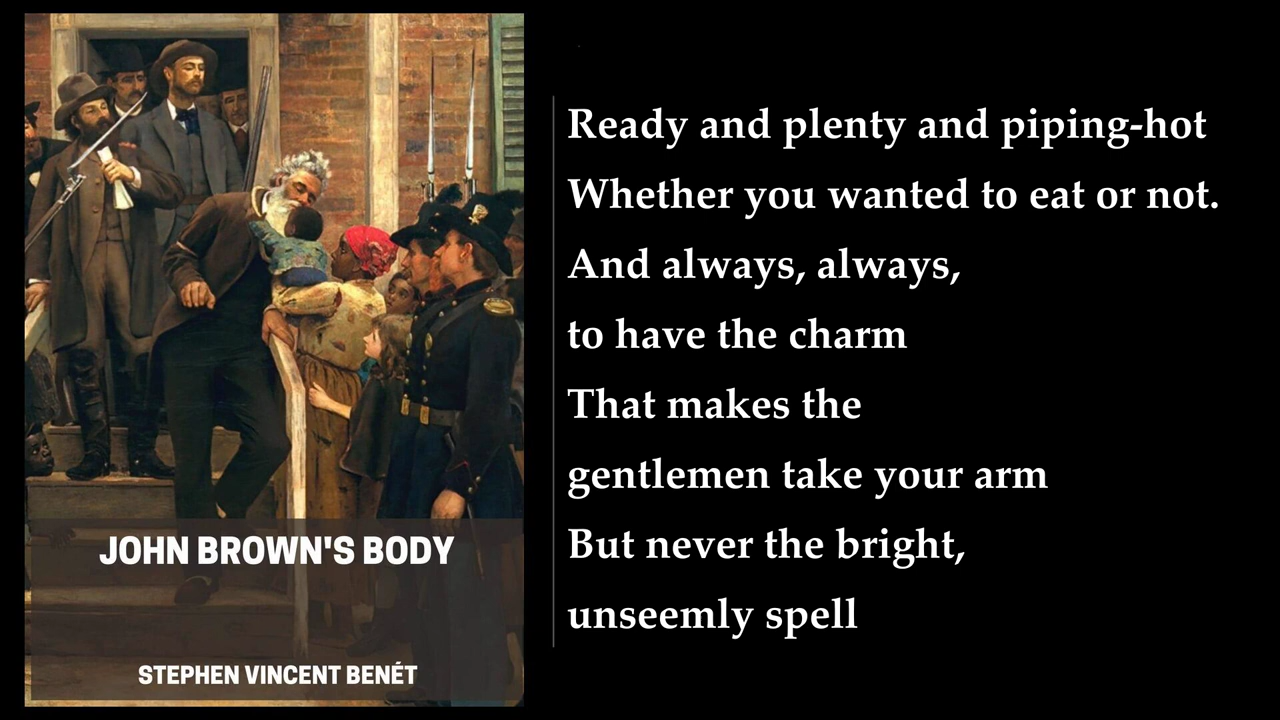 JOHN BROWN'S BODY
STEPHEN VINCENT BENÉT
Ready and plenty and piping-hot
Whether you wanted to eat or not.
And always, always,
to have the charm
That makes the
gentlemen take your arm
But never the bright,
unseemly spell